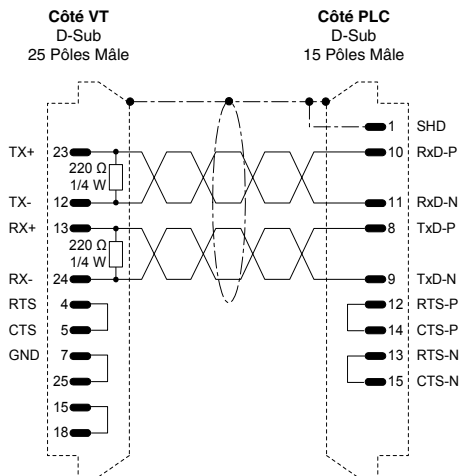 Côté VT
D-Sub
25 Pôles Mâle
Côté PLC
D-Sub
15 Pôles Mâle
1 SHD
TX+ 23
10 RxD-P
220 Ω
1/4 W
TX- 12
11 RxD-N
RX+ 13
8 TxD-P
220 Ω
1/4 W
RX- 24
9 TxD-N
RTS 4
12 RTS-P
CTS 5
14 CTS-P
GND 7
13 RTS-N
25
15 CTS-N
15
18